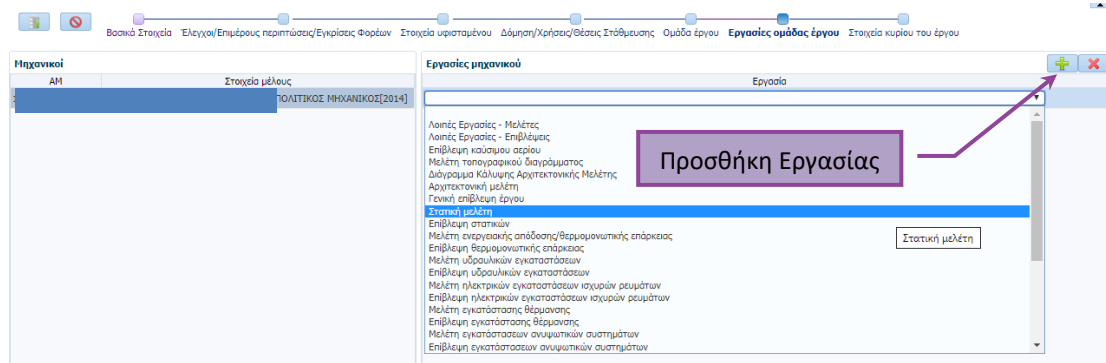 Βασικά Στοιχεία Έλεγχοι/Επιμέρους περιπτώσεις/Εγκρίσεις Φορέων Στοιχεία υφισταμένου Δόμηση/Χρήσεις/Θέσεις Στάθμευσης Ομάδα έργου Εργασίες ομάδας έργου Στοιχεία κυρίου του έργου
Μηχανικοί
ΑΜ Στοιχεία μέλους
ΠΟΛΙΤΙΚΟΣ ΜΗΧΑΝΙΚΟΣ[2014]
Εργασίες μηχανικού
Εργασία
Λοιπές Εργασίες - Μελέτες
Λοιπές Εργασίες - Επιβλέψεις
Επίβλεψη καύσιμου αερίου
Μελέτη τοπογραφικού διαγράμματος
Διάγραμμα Κάλυψης Αρχιτεκτονικής Μελέτης
Αρχιτεκτονική μελέτη
Γενική επίβλεψη έργου
Στατική μελέτη
Επίβλεψη στατικών
Μελέτη ενεργειακής απόδοσης/θερμομονωτικής επάρκειας
Επίβλεψη θερμομονωτικής επάρκειας
Μελέτη υδραυλικών εγκαταστάσεων
Επίβλεψη υδραυλικών εγκαταστάσεων
Μελέτη ηλεκτρικών εγκαταστάσεων ισχυρών ρευμάτων
Επίβλεψη ηλεκτρικών εγκαταστάσεων ισχυρών ρευμάτων
Μελέτη εγκατάστασης θέρμανσης
Επίβλεψη εγκατάστασης θέρμανσης
Μελέτη εγκατάστασεων ανυψωτικών συστημάτων
Επίβλεψη εγκατάστασεων ανυψωτικών συστημάτων
Προσθήκη Εργασίας
Στατική μελέτη